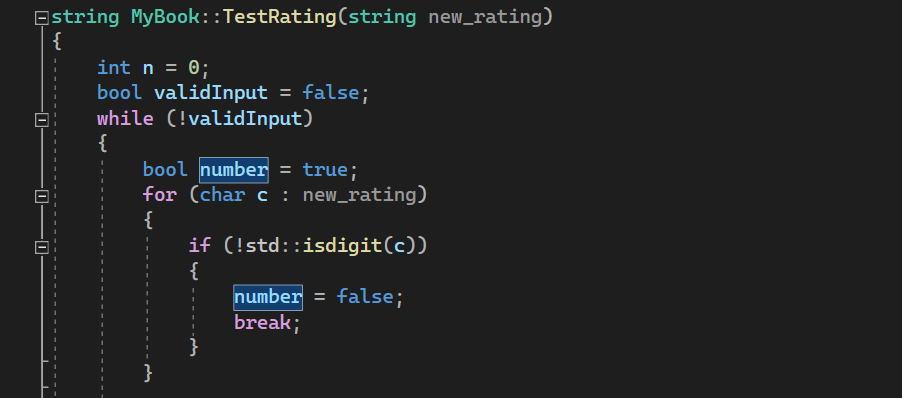 string MyBook::TestRating(string new_rating)
{
    int n = 0;
    bool validInput = false;
    while (!validInput)
    {
        bool number = true;
        for (char c : new_rating)
        {
            if (!std::isdigit(c))
            {
                number = false;
                break;
            }
        }